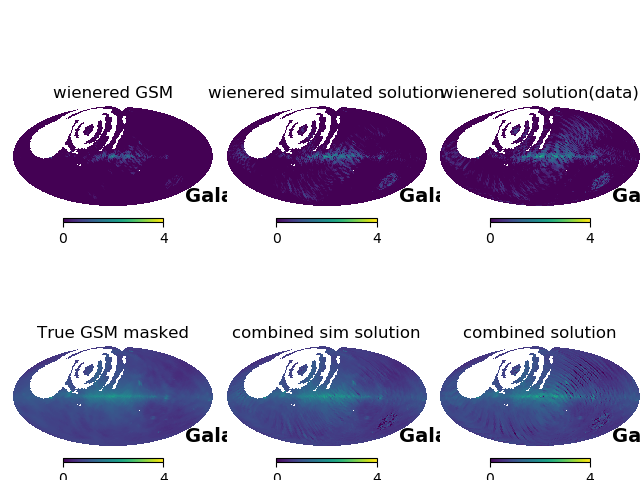 wienered GSM
wienered simulated solution
wienered solution(data)
Gala
Gala
Ga
0 4
0 4
0 4
True GSM masked
combined sim solution
combined solution
Gala
Gala
Ga
0 4
0 4
0 4